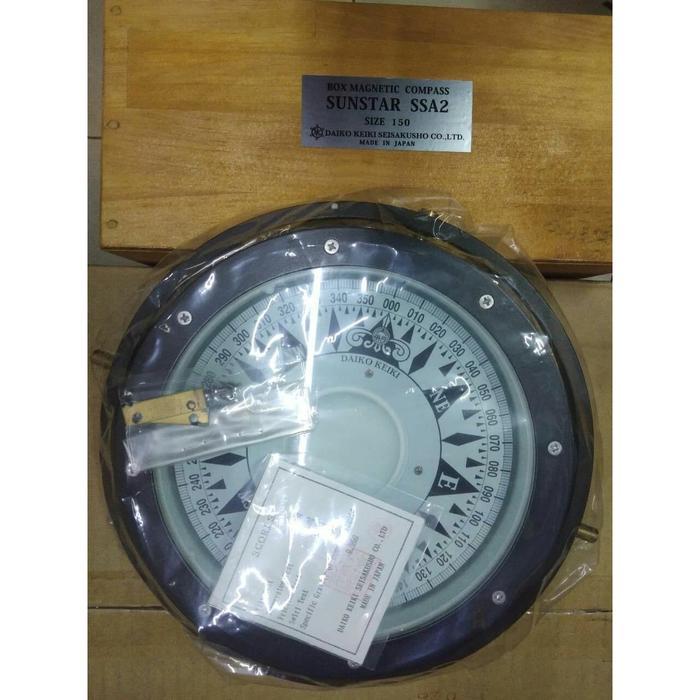 BOX MAGNETIC COMPASS
SUNSTAR SSA2
SIZE 150
DAIKO KEIKI SEISAKUSHO CO.,LTD.
MADE IN JAPAN
300 310 320 340 350 000 010 020 030 040 050 060 070 080 090 100 110 120 130
290
240
230
220
DAIKO KEIKI
NE
E
Specific
DAIKO KEIKI SEISAKUSHO CO.,LTD
MADE IN JAPAN